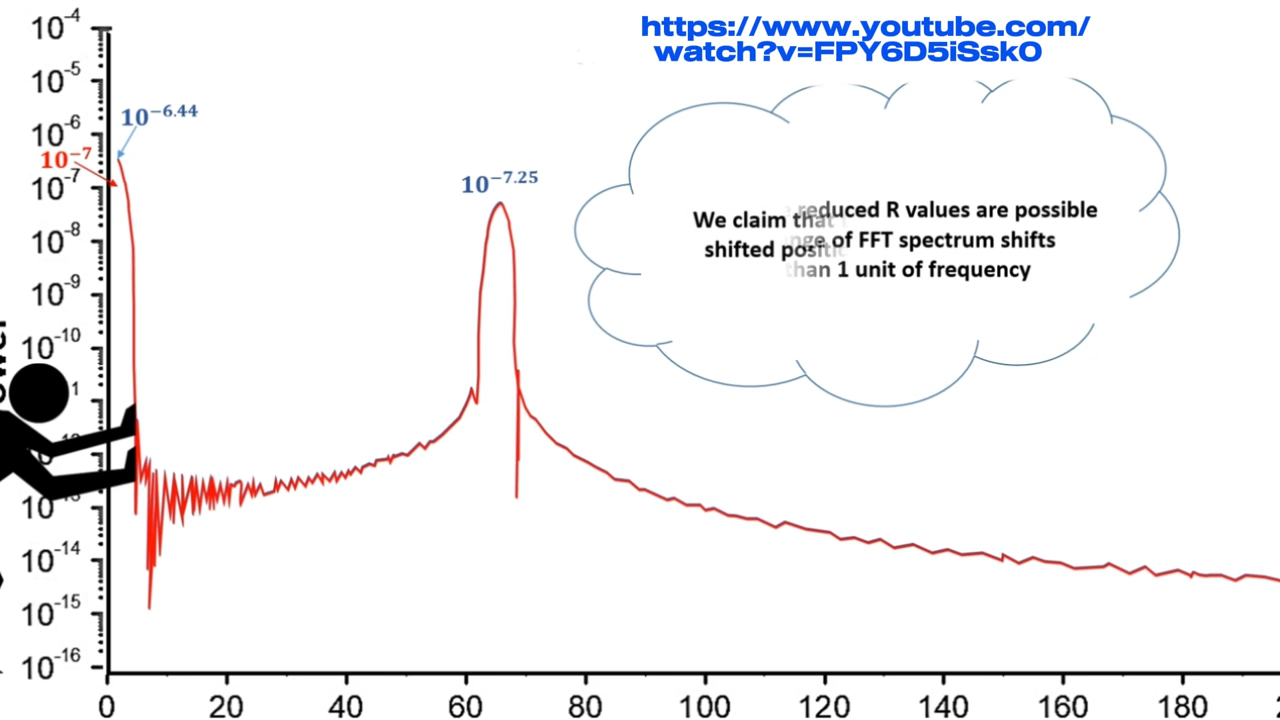 https://www.youtube.com/
watch?v=FPY6D5iSsk0
10-4
10-5
10-6
10-7
10-8
10-9
10-10
1
10-14
10-15
10-16
10−6.44
10−7
10−7.25
We claim that
shifted
reduced R values are possible
of FFT spectrum shifts
than 1 unit of frequency
0 20 40 60 80 100 120 140 160 180